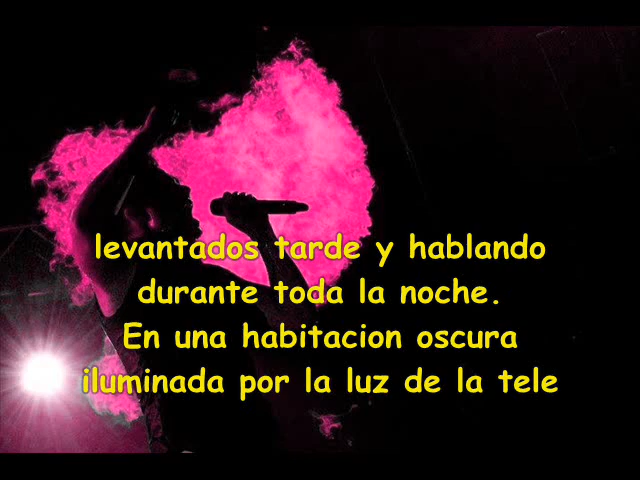 levantados tarde y hablando
durante toda la noche.
En una habitacion oscura
iluminada por la luz de la tele